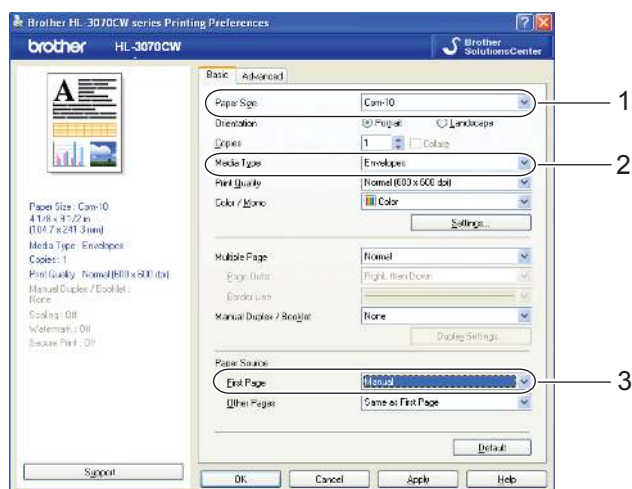 Brother HL-3070CW series Printing Preferences
brother HL-3070CW
Brother
SolutionsCenter
Basic Advanced
A
Paper Size Com-10 1
Orientation Portrait Landscape
Copies 1 Collate
Media Type Envelopes 2
Print Quality Normal (600 x 600 dpi)
Color / Mono Color
Settings...
Paper Size : Com-10
4 1/8 x 9 1/2 in
(104.7 x 241.3 mm)
Media Type : Envelopes
Copies : 1
Print Quality : Normal (600 x 600 dpi)
Manual Duplex / Booklet :
None
Scaling : Off
Watermark : Off
Secure Print : Off
Multiple Page Normal
Page Order Right, then Down
Border Line
Manual Duplex / Booklet None
Duplex Settings...
Paper Source
First Page Manual 3
Other Pages Same as First Page
Default
Support OK Cancel Apply Help